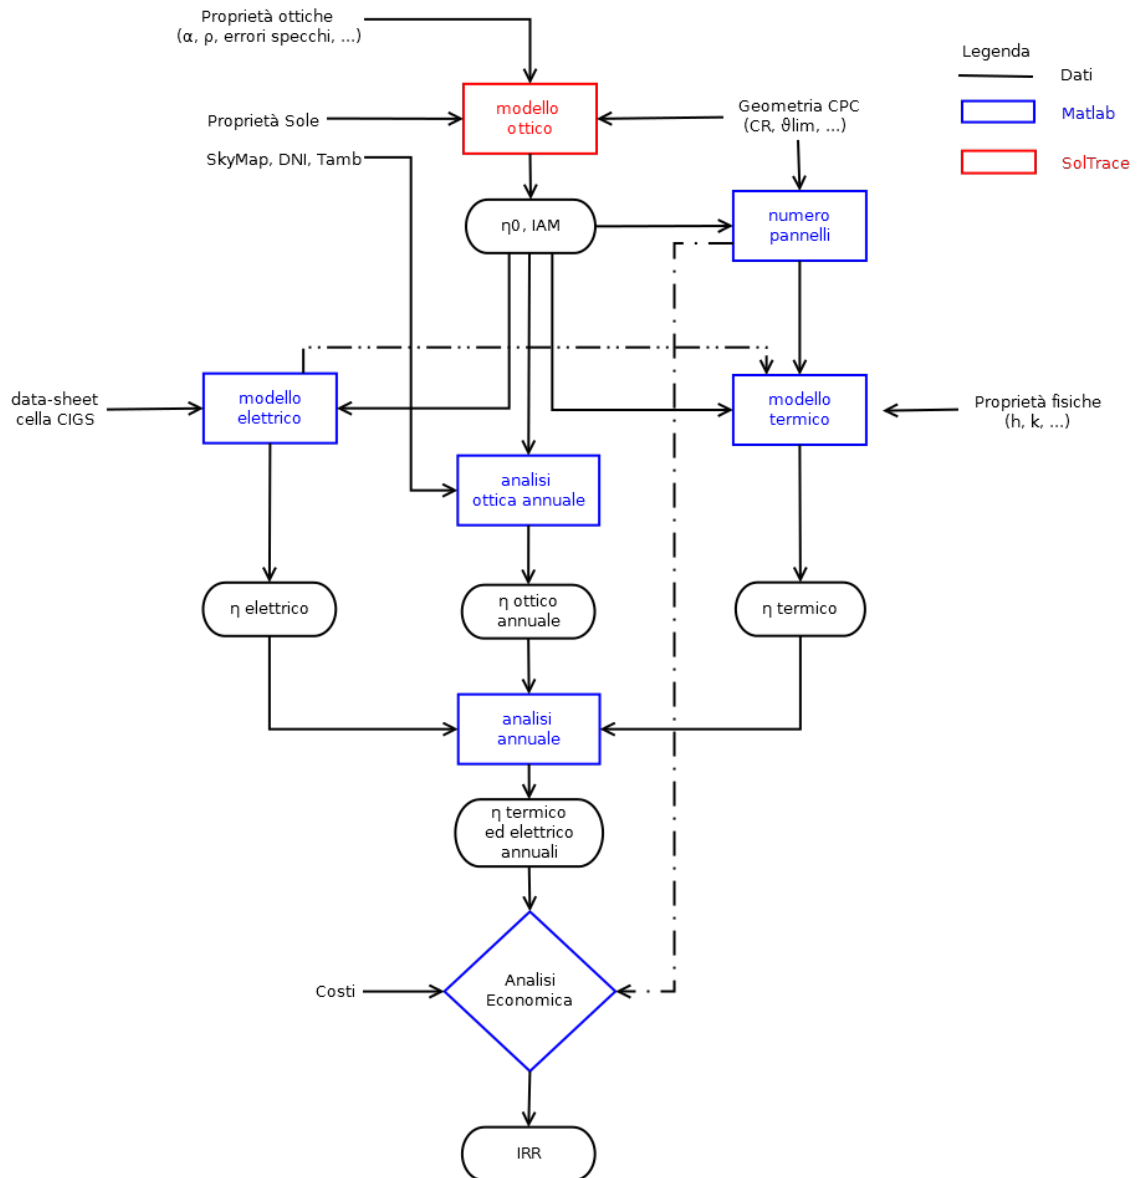 Proprietà ottiche
(α, ρ, errori specchi, ...)
Legenda
Dati
modello
ottico
Geometria CPC
(CR, ϑlim, ...)
Matlab
Proprietà Sole
SkyMap, DNI, Tamb
SolTrace
η0, IAM
numero
pannelli
data-sheet
cella CIGS
modello
elettrico
modello
termico
Proprietà fisiche
(h, k, ...)
analisi
ottica annuale
η elettrico
η ottico
annuale
η termico
analisi
annuale
η termico
ed elettrico
annuali
Costi
Analisi
Economica
IRR